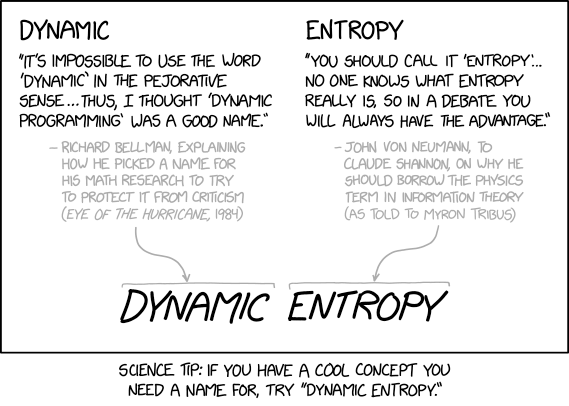 DYNAMIC
"IT'S IMPOSSIBLE TO USE THE WORD
'DYNAMIC' IN THE PEJORATIVE
SENSE... THUS, I THOUGHT 'DYNAMIC
PROGRAMMING' WAS A GOOD NAME."
– RICHARD BELLMAN, EXPLAINING
HOW HE PICKED A NAME FOR
HIS MATH RESEARCH TO TRY
TO PROTECT IT FROM CRITICISM
(EYE OF THE HURRICANE, 1984)
ENTROPY
"YOU SHOULD CALL IT 'ENTROPY'...
NO ONE KNOWS WHAT ENTROPY
REALLY IS, SO IN A DEBATE YOU
WILL ALWAYS HAVE THE ADVANTAGE."
– JOHN VON NEUMANN, TO
CLAUDE SHANNON, ON WHY HE
SHOULD BORROW THE PHYSICS
TERM IN INFORMATION THEORY
(AS TOLD TO MYRON TRIBUS)
DYNAMIC ENTROPY
SCIENCE TIP: IF YOU HAVE A COOL CONCEPT YOU
NEED A NAME FOR, TRY "DYNAMIC ENTROPY."